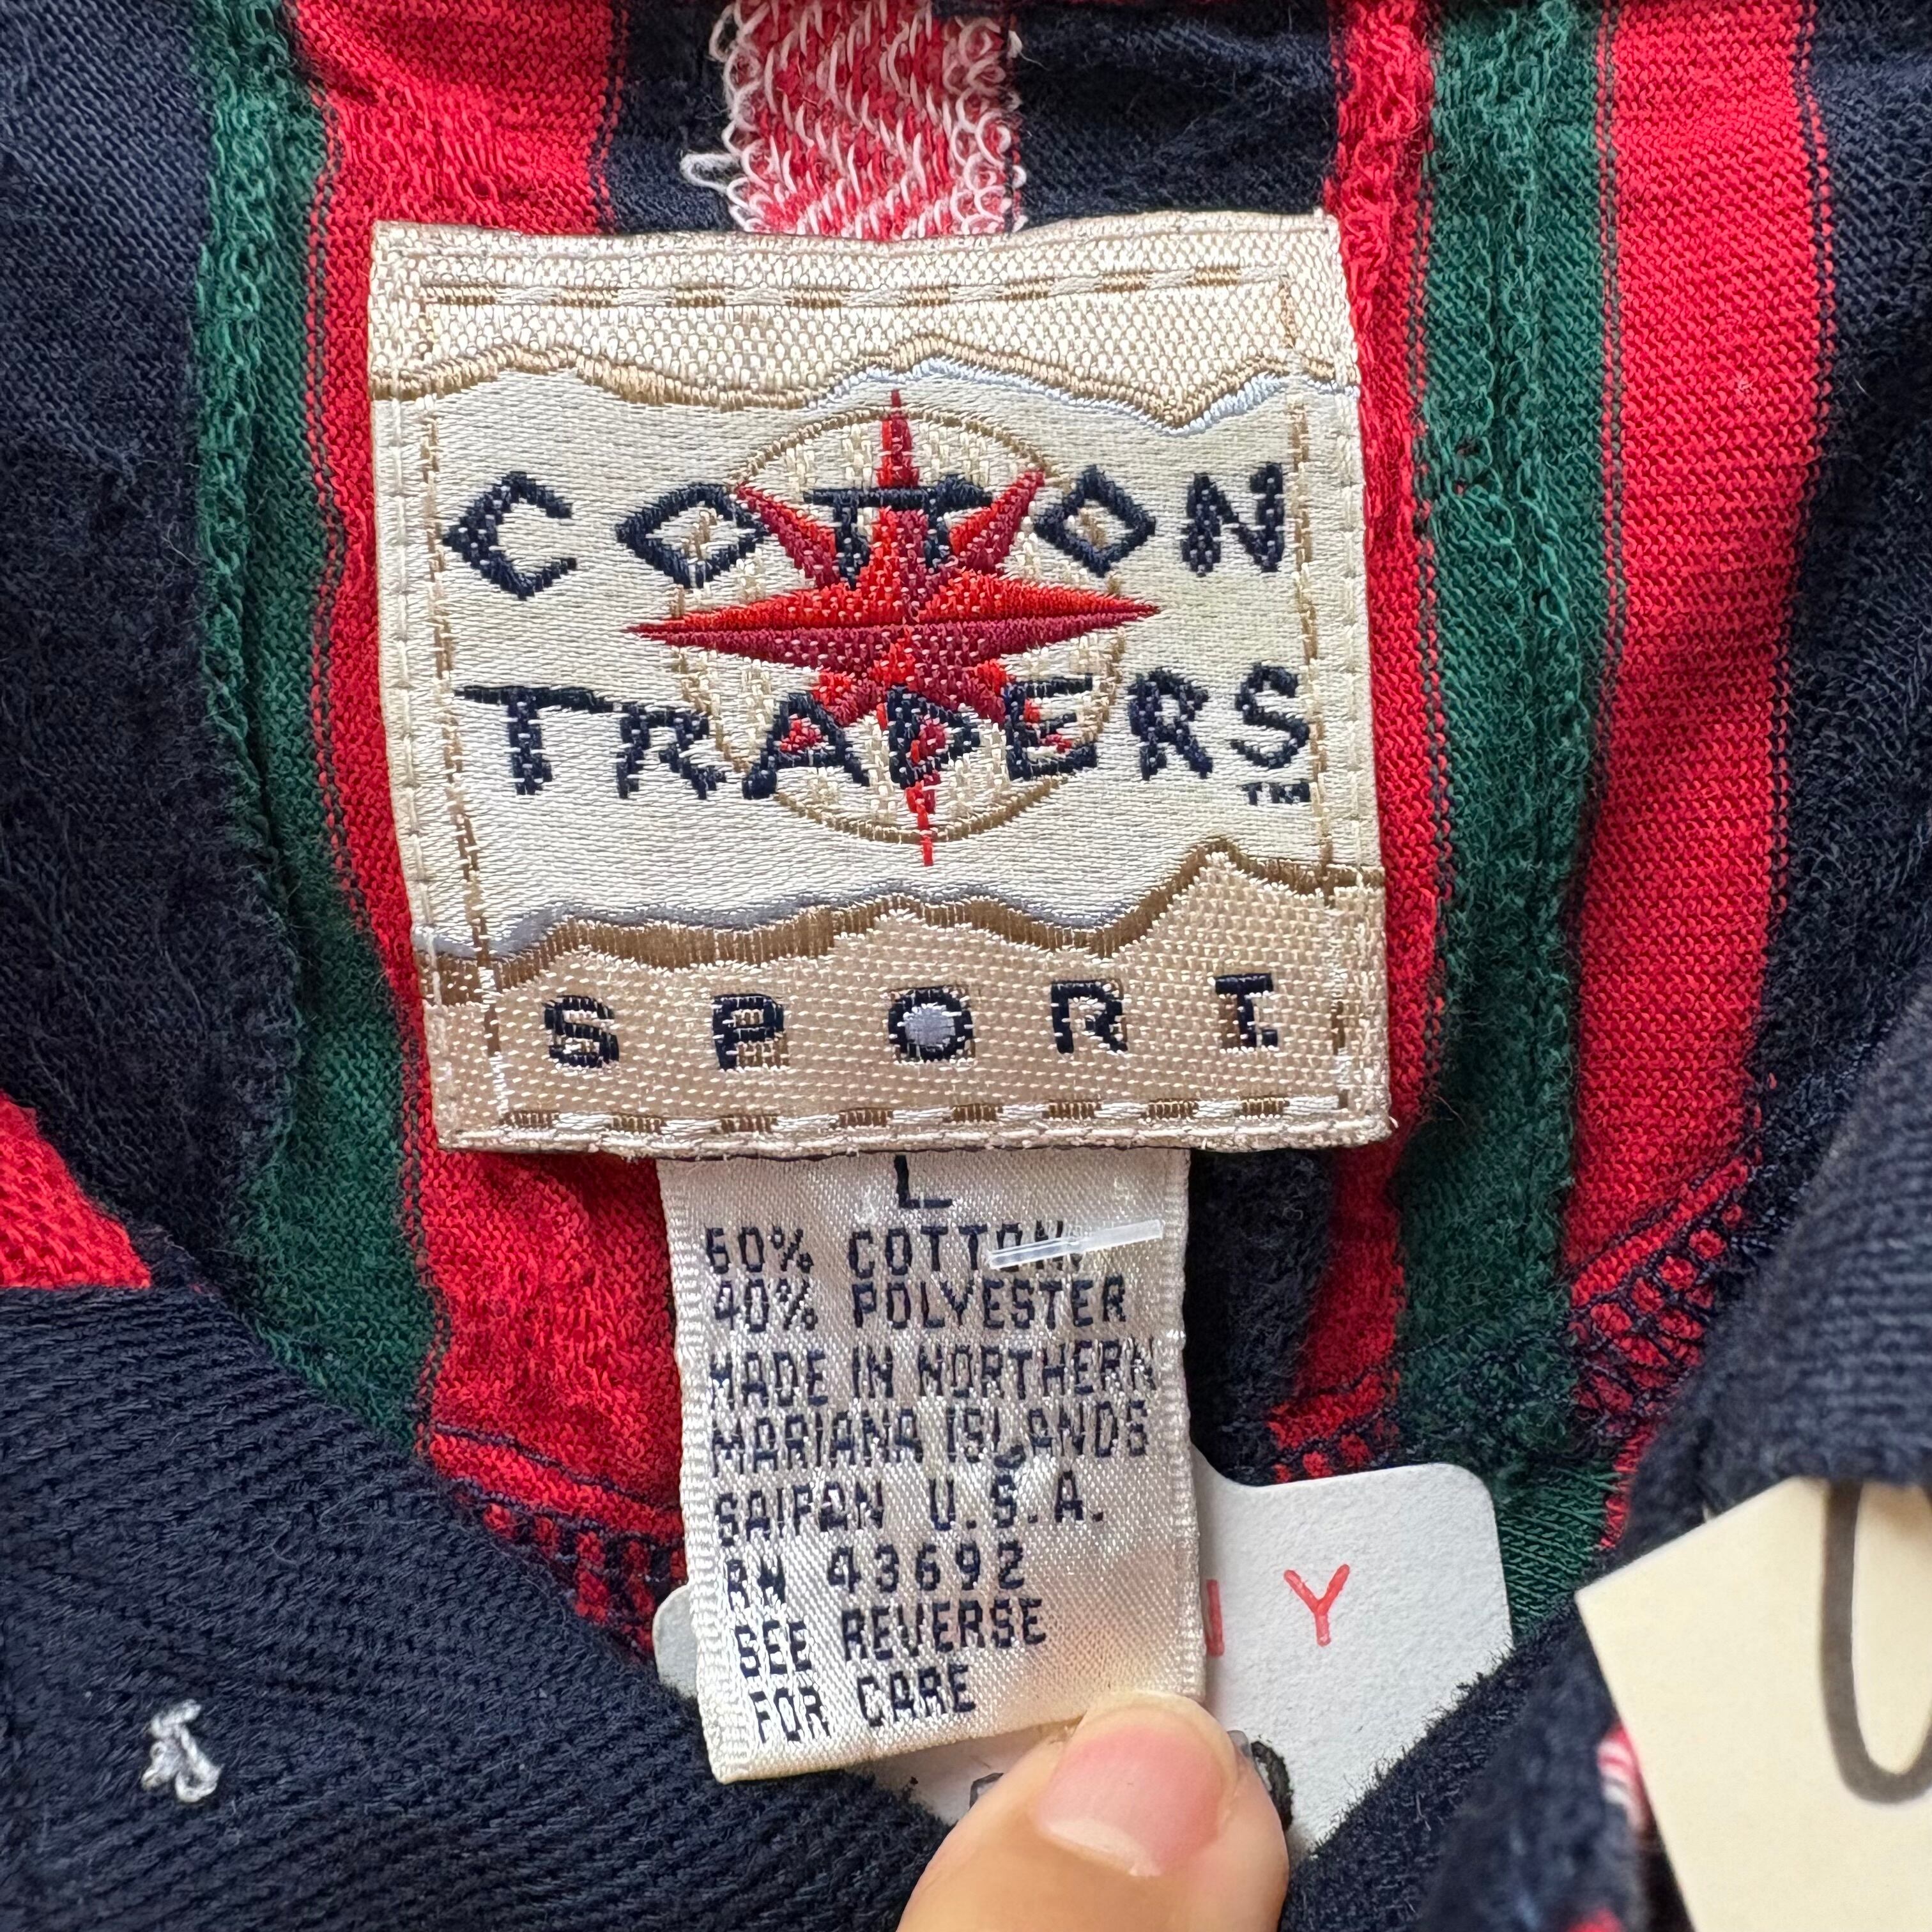 COTTON
TRADERS
TM
SPORT
L
60% COTTON
40% POLYESTER
MADE IN NORTHERN
MARIANA ISLANDS
SAIPAN U.S.A.
RN 43692
SEE REVERSE
FOR CARE
Y